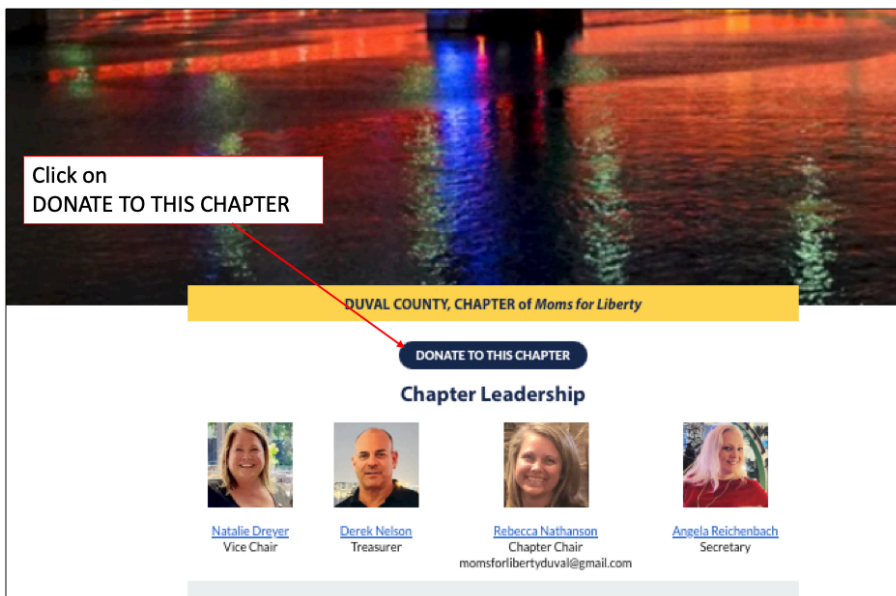 Click on
DONATE TO THIS CHAPTER
DUVAL COUNTY, CHAPTER of Moms for Liberty
DONATE TO THIS CHAPTER
Chapter Leadership
Natalie Dreyer
Vice Chair
Derek Nelson
Treasurer
Rebecca Nathanson
Chapter Chair
momsforlibertyduval@gmail.com
Angela Reichenbach
Secretary